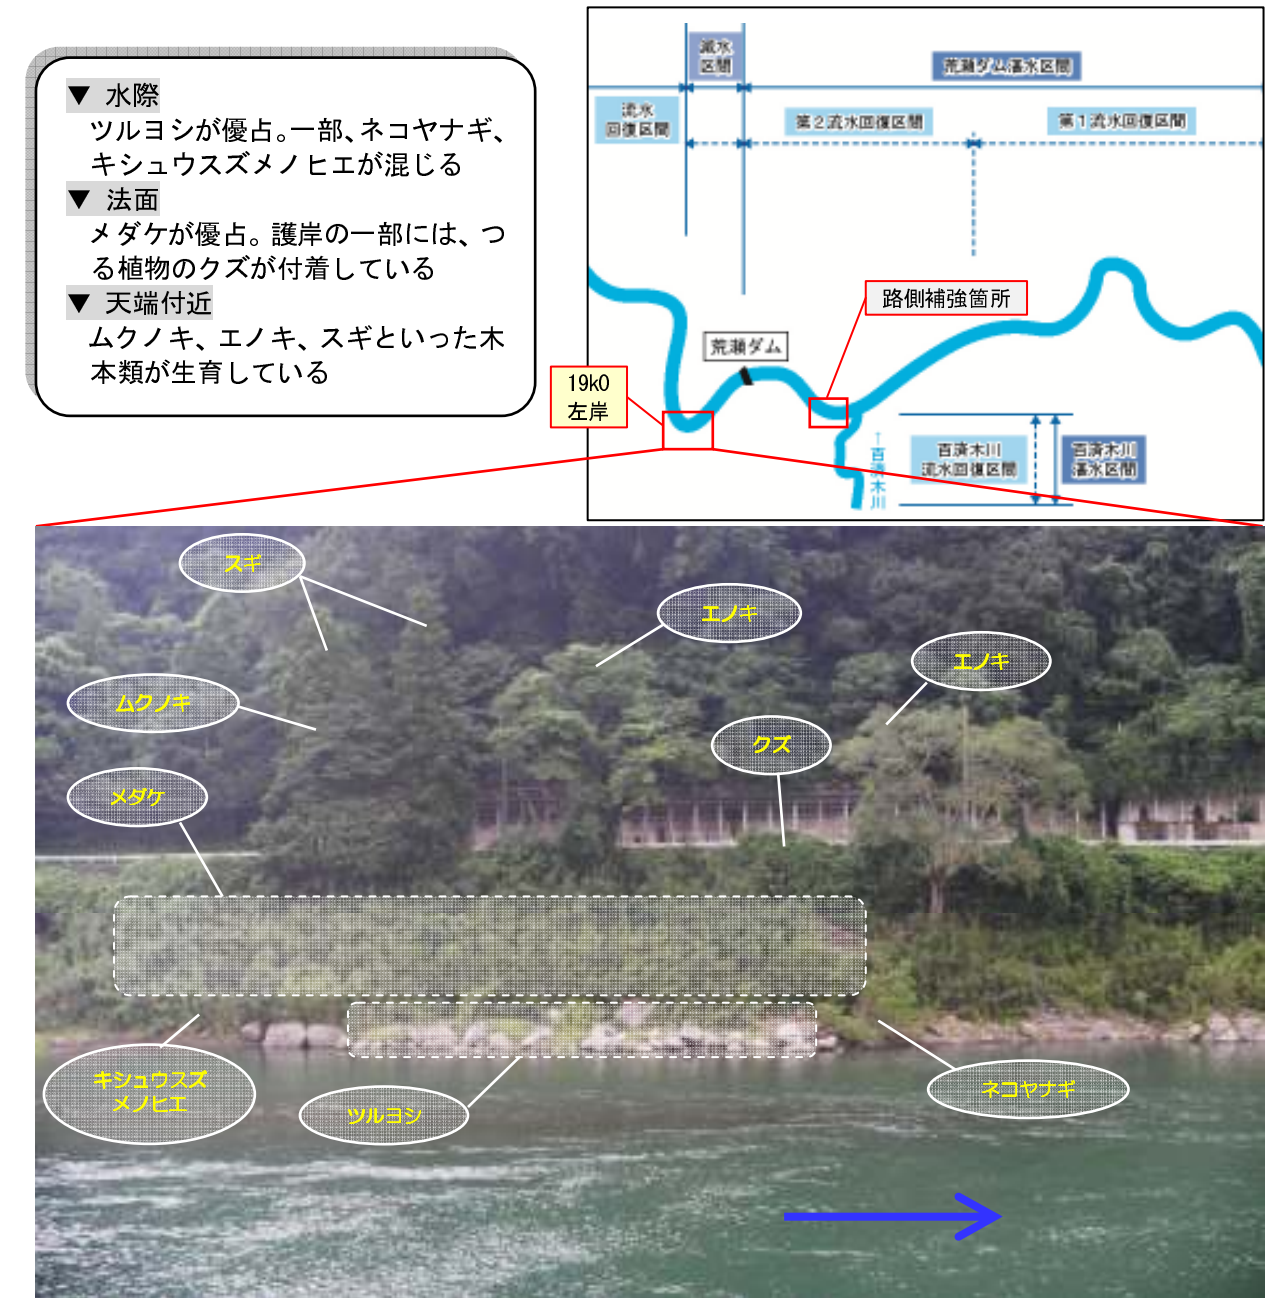 ▼ 水際
ツルヨシが優占。一部、ネコヤナギ、
キシュウスズメノヒエが混じる
▼ 法面
メダケが優占。護岸の一部には、つ
る植物のクズが付着している
▼ 天端付近
ムクノキ、エノキ、スギといった木
本類が生育している
減水
区間
荒瀬ダム湛水区間
流水
回復区間
第2流水回復区間
第1流水回復区間
路側補強箇所
荒瀬ダム
19k0
左岸
←百済木川
百済木川
流水回復区間
百済木川
湛水区間
スギ
エノキ
エノキ
ムクノキ
クズ
メダケ
キシュウスズ
メノヒエ
ツルヨシ
ネコヤナギ